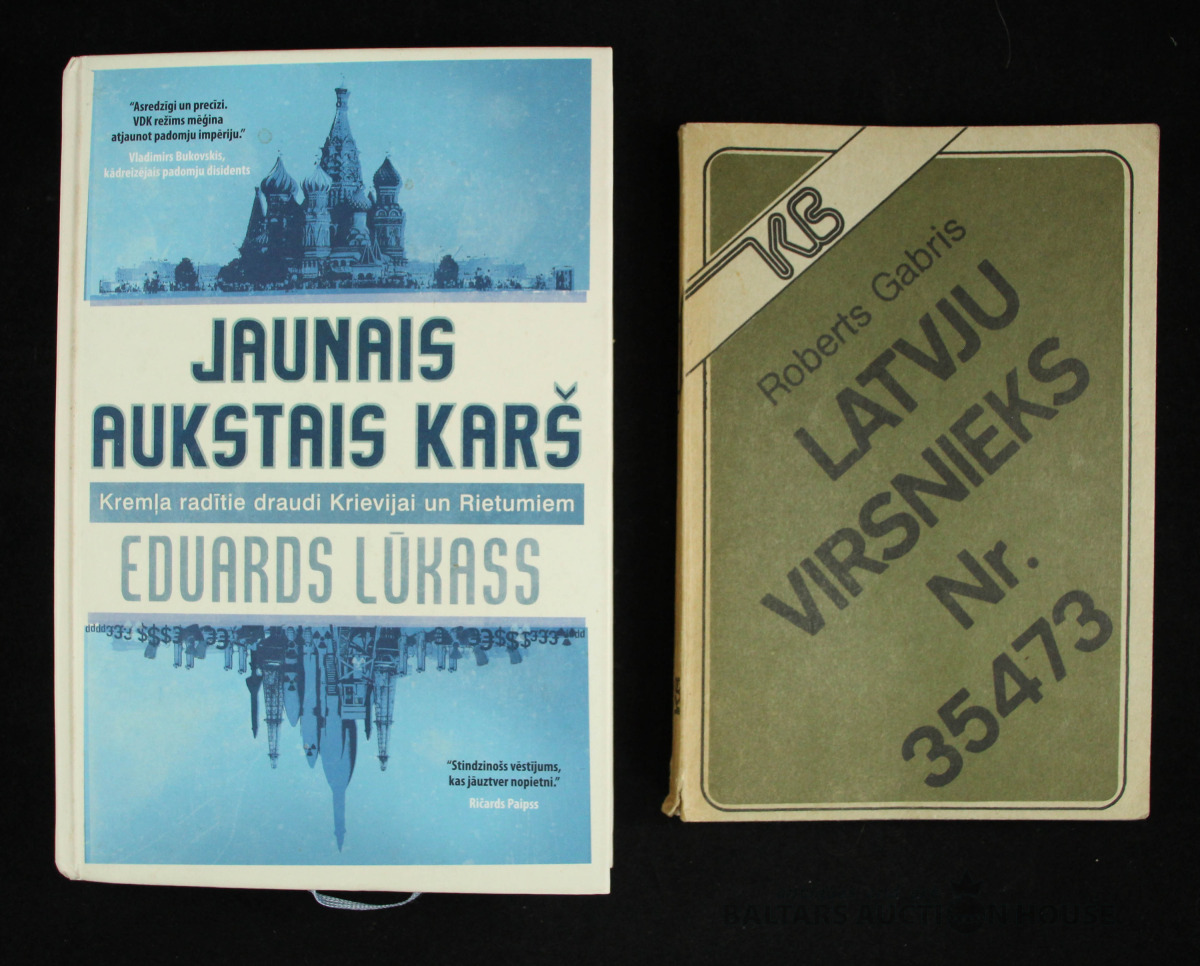 “Asredzīgi un precīzi.
VDK režīms mēģina
atjaunot padomju impēriju.”
Vladimirs Bukovskis,
kādreizējais padomju disidents
JAUNAIS
AUKSTAIS KARŠ
Kremļa radītie draudi Krievijai un Rietumiem
EDUARDS LŪKASS
“Stindzinošs vēstījums,
kas jāuztver nopietni.”
Ričards Paipss
Roberts Gabris
LATVJU
VIRSNIEKS
Nr.
35473
BALTARS AUCTION HOUSE